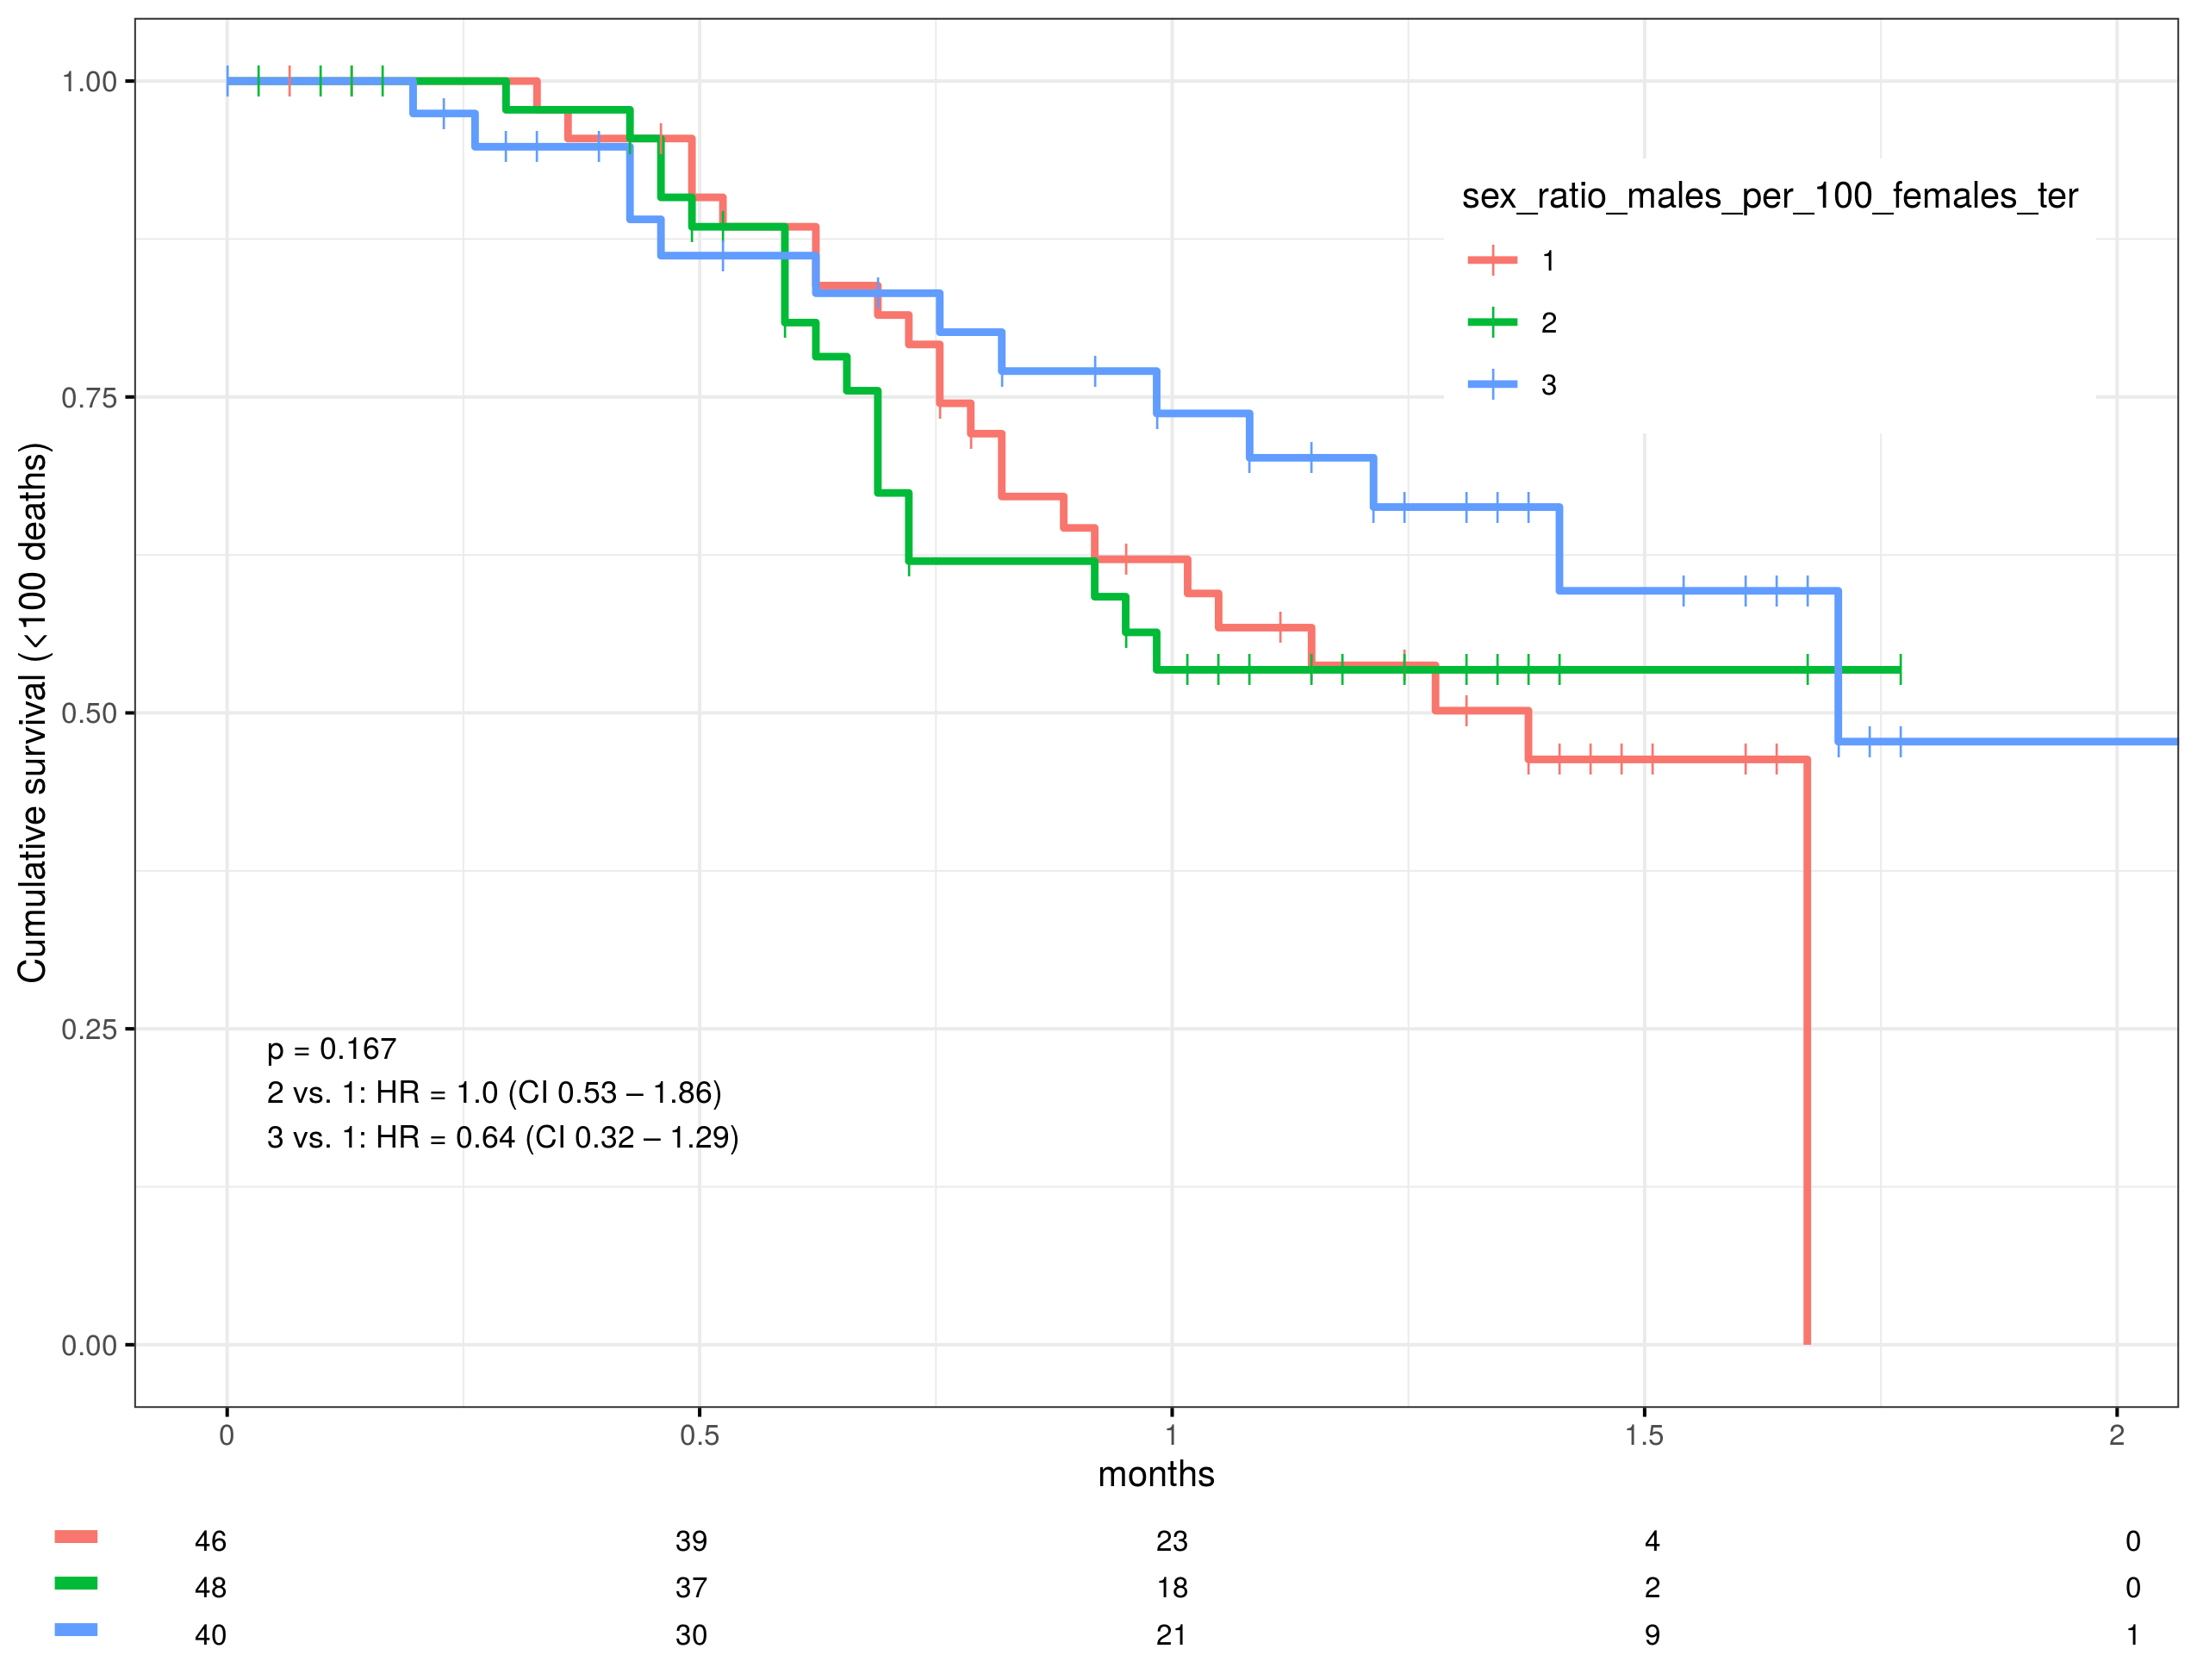 sex_ratio_males_per_100_females_ter
1
2
3
Cumulative survival (<100 deaths)
1.00
0.75
0.50
0.25
0.00
p = 0.167
2 vs. 1: HR = 1.0 (CI 0.53 – 1.86)
3 vs. 1: HR = 0.64 (CI 0.32 – 1.29)
0 0.5 1 1.5 2
months
46 39 23 4 0
48 37 18 2 0
40 30 21 9 1